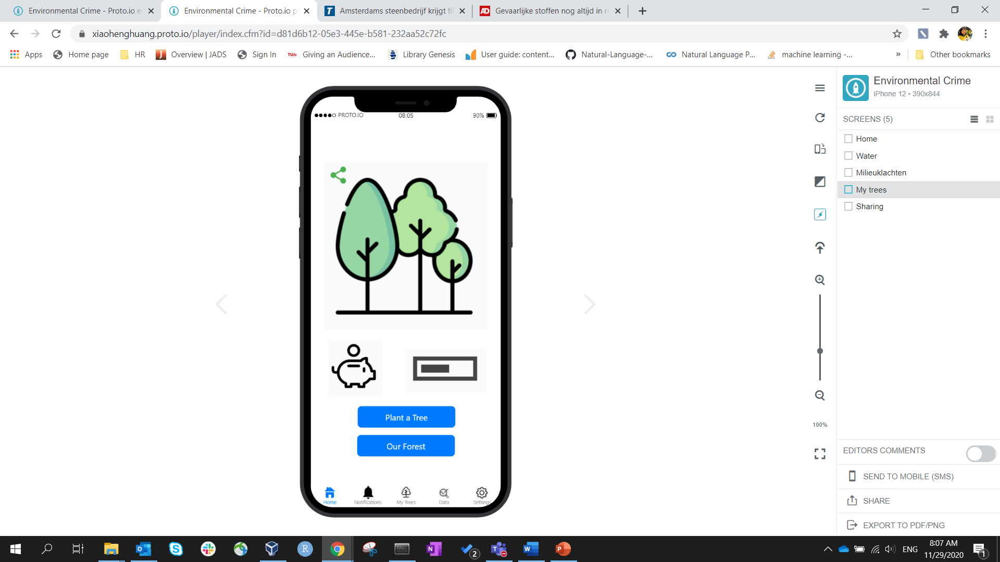 Environmental Crime - Proto.io e
Environmental Crime - Proto.io p
T
Amsterdams steenbedrijf krijgt fi
AD
Gevaarlijke stoffen nog altijd in ri
xiaohenghuang.proto.io/player/index.cfm?id=d81d6b12-05e3-445e-b581-232aa52c72fc
Apps
Home page
HR
Overview | JADS
Sign In
TU/e
Giving an Audience...
Library Genesis
User guide: content...
Natural-Language-...
Natural Language P...
machine learning -...
»
Other bookmarks
PROTO.IO
08:05
90%
Plant a Tree
Our Forest
Home
Notifications
My Trees
Data
Settings
100%
Environmental Crime
iPhone 12 • 390x844
SCREENS (5)
Home
Water
Milieuklachten
My trees
Sharing
EDITORS COMMENTS
SEND TO MOBILE (SMS)
SHARE
EXPORT TO PDF/PNG
R
N
2
T
W
P
ENG
8:07 AM
11/29/2020
1